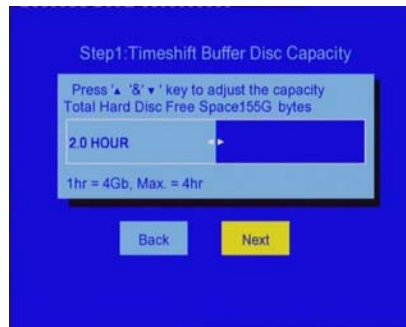 Step1:Timeshift Buffer Disc Capacity
Press '▲ '&' ▼ ' key to adjust the capacity
Total Hard Disc Free Space155G bytes
2.0 HOUR
1hr = 4Gb, Max. = 4hr
Back Next